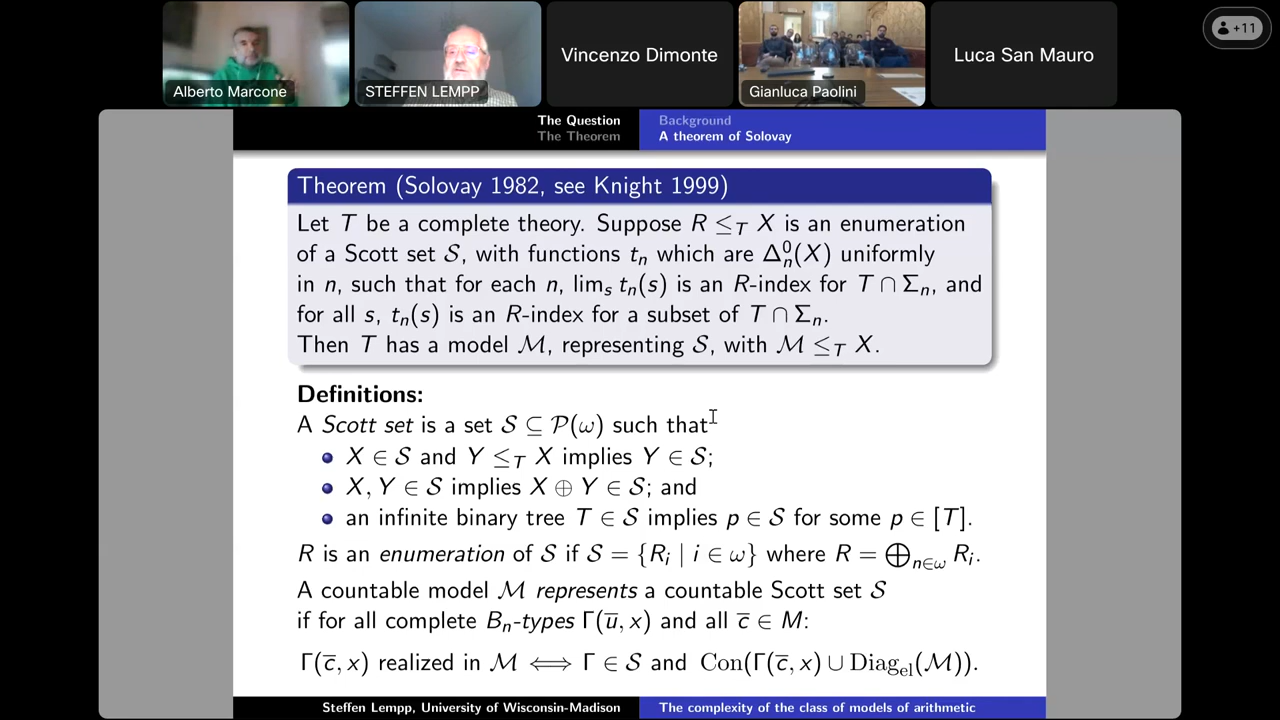 +11
Alberto Marcone
STEFFEN LEMPP
Vincenzo Dimonte
Gianluca Paolini
Luca San Mauro
The Question
The Theorem
Background
A theorem of Solovay
Theorem (Solovay 1982, see Knight 1999)
Let T be a complete theory. Suppose R ≤_T X is an enumeration
of a Scott set 𝒮, with functions t_n which are Δ^0_n(X) uniformly
in n, such that for each n, lim_s t_n(s) is an R-index for T ∩ Σ_n, and
for all s, t_n(s) is an R-index for a subset of T ∩ Σ_n.
Then T has a model ℳ, representing 𝒮, with ℳ ≤_T X.
Definitions:
A Scott set is a set 𝒮 ⊆ 𝒫(ω) such that
• X ∈ 𝒮 and Y ≤_T X implies Y ∈ 𝒮;
• X, Y ∈ 𝒮 implies X ⊕ Y ∈ 𝒮; and
• an infinite binary tree T ∈ 𝒮 implies p ∈ 𝒮 for some p ∈ [T].
R is an enumeration of 𝒮 if 𝒮 = {R_i | i ∈ ω} where R = ⊕_{n∈ω} R_i.
A countable model ℳ represents a countable Scott set 𝒮
if for all complete B_n-types Γ(u̅, x) and all c̅ ∈ M:
Γ(c̅, x) realized in ℳ ⟺ Γ ∈ 𝒮 and Con(Γ(c̅, x) ∪ Diag_el(ℳ)).
Steffen Lempp, University of Wisconsin-Madison
The complexity of the class of models of arithmetic